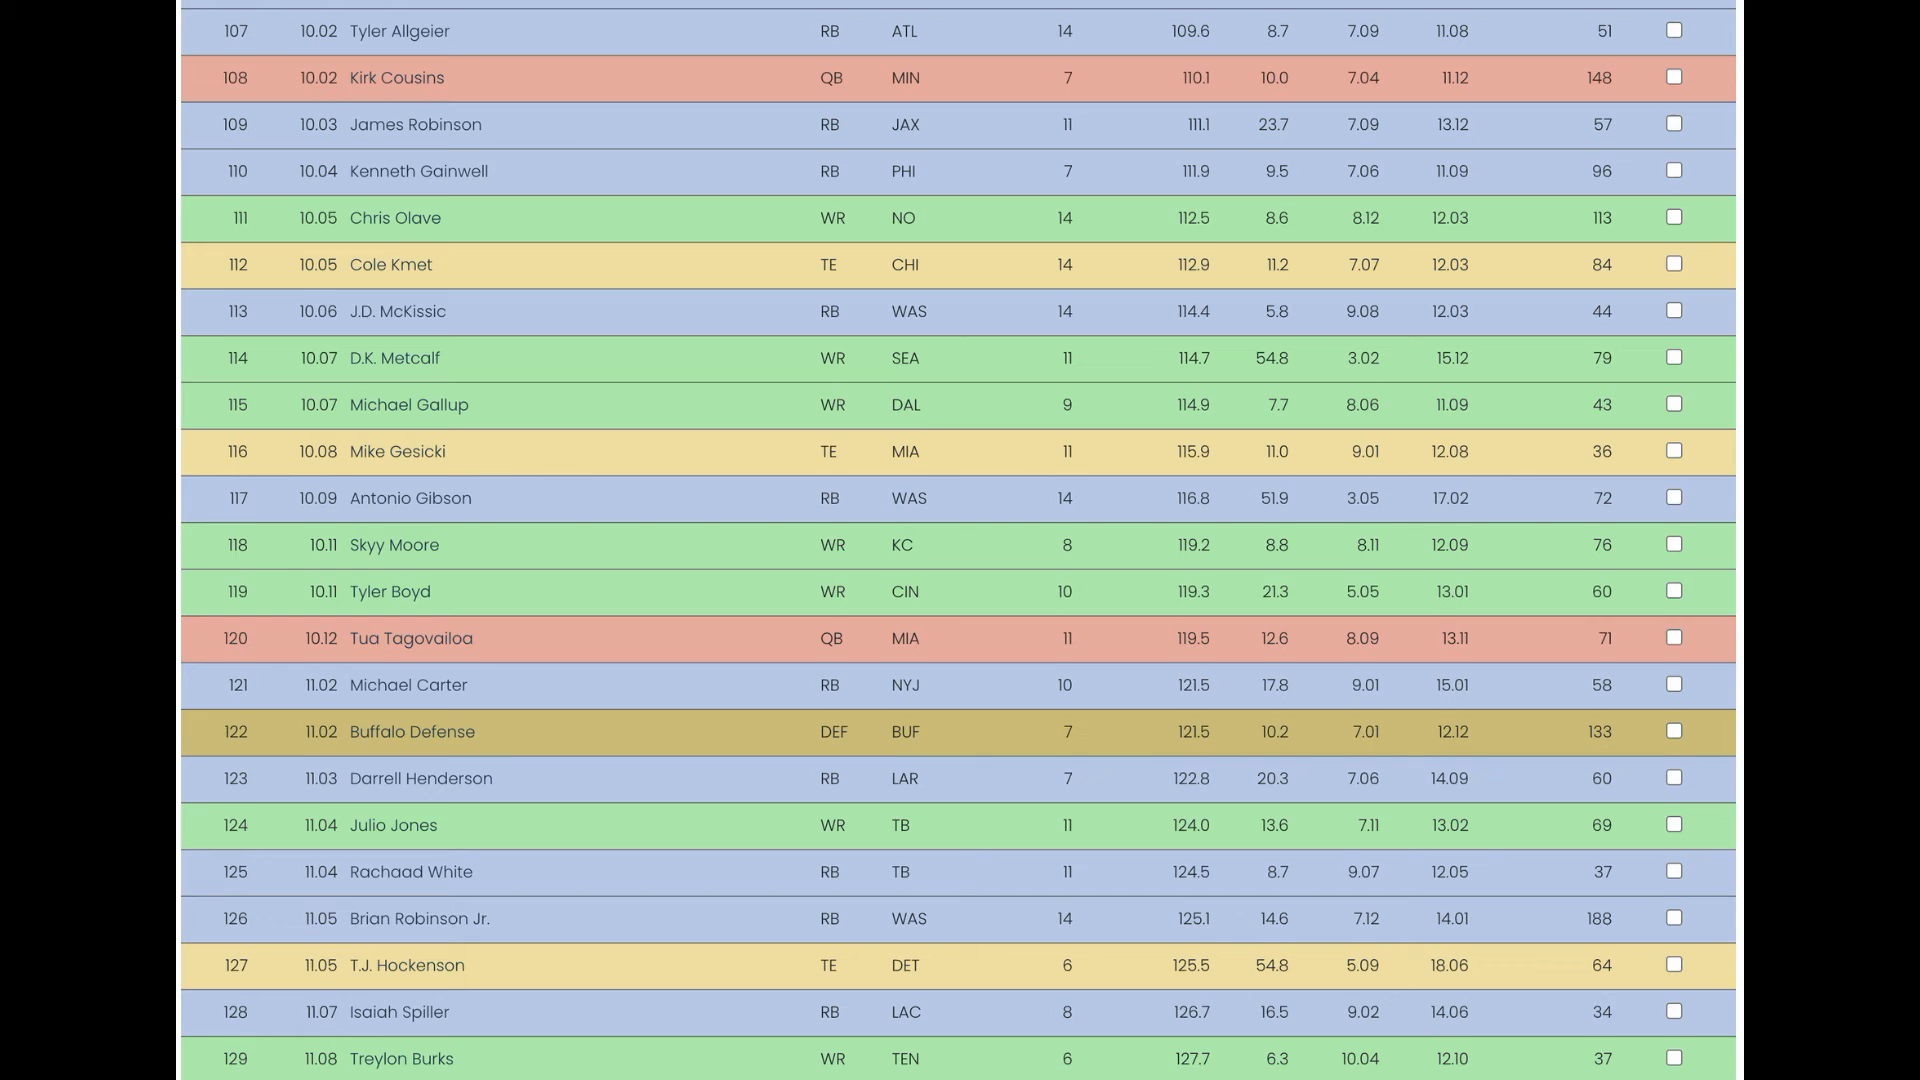 107 10.02 Tyler Allgeier RB ATL 14 109.6 8.7 7.09 11.08 51
108 10.02 Kirk Cousins QB MIN 7 110.1 10.0 7.04 11.12 148
109 10.03 James Robinson RB JAX 11 111.1 23.7 7.09 13.12 57
110 10.04 Kenneth Gainwell RB PHI 7 111.9 9.5 7.06 11.09 96
111 10.05 Chris Olave WR NO 14 112.5 8.6 8.12 12.03 113
112 10.05 Cole Kmet TE CHI 14 112.9 11.2 7.07 12.03 84
113 10.06 J.D. McKissic RB WAS 14 114.4 5.8 9.08 12.03 44
114 10.07 D.K. Metcalf WR SEA 11 114.7 54.8 3.02 15.12 79
115 10.07 Michael Gallup WR DAL 9 114.9 7.7 8.06 11.09 43
116 10.08 Mike Gesicki TE MIA 11 115.9 11.0 9.01 12.08 36
117 10.09 Antonio Gibson RB WAS 14 116.8 51.9 3.05 17.02 72
118 10.11 Skyy Moore WR KC 8 119.2 8.8 8.11 12.09 76
119 10.11 Tyler Boyd WR CIN 10 119.3 21.3 5.05 13.01 60
120 10.12 Tua Tagovailoa QB MIA 11 119.5 12.6 8.09 13.11 71
121 11.02 Michael Carter RB NYJ 10 121.5 17.8 9.01 15.01 58
122 11.02 Buffalo Defense DEF BUF 7 121.5 10.2 7.01 12.12 133
123 11.03 Darrell Henderson RB LAR 7 122.8 20.3 7.06 14.09 60
124 11.04 Julio Jones WR TB 11 124.0 13.6 7.11 13.02 69
125 11.04 Rachaad White RB TB 11 124.5 8.7 9.07 12.05 37
126 11.05 Brian Robinson Jr. RB WAS 14 125.1 14.6 7.12 14.01 188
127 11.05 T.J. Hockenson TE DET 6 125.5 54.8 5.09 18.06 64
128 11.07 Isaiah Spiller RB LAC 8 126.7 16.5 9.02 14.06 34
129 11.08 Treylon Burks WR TEN 6 127.7 6.3 10.04 12.10 37